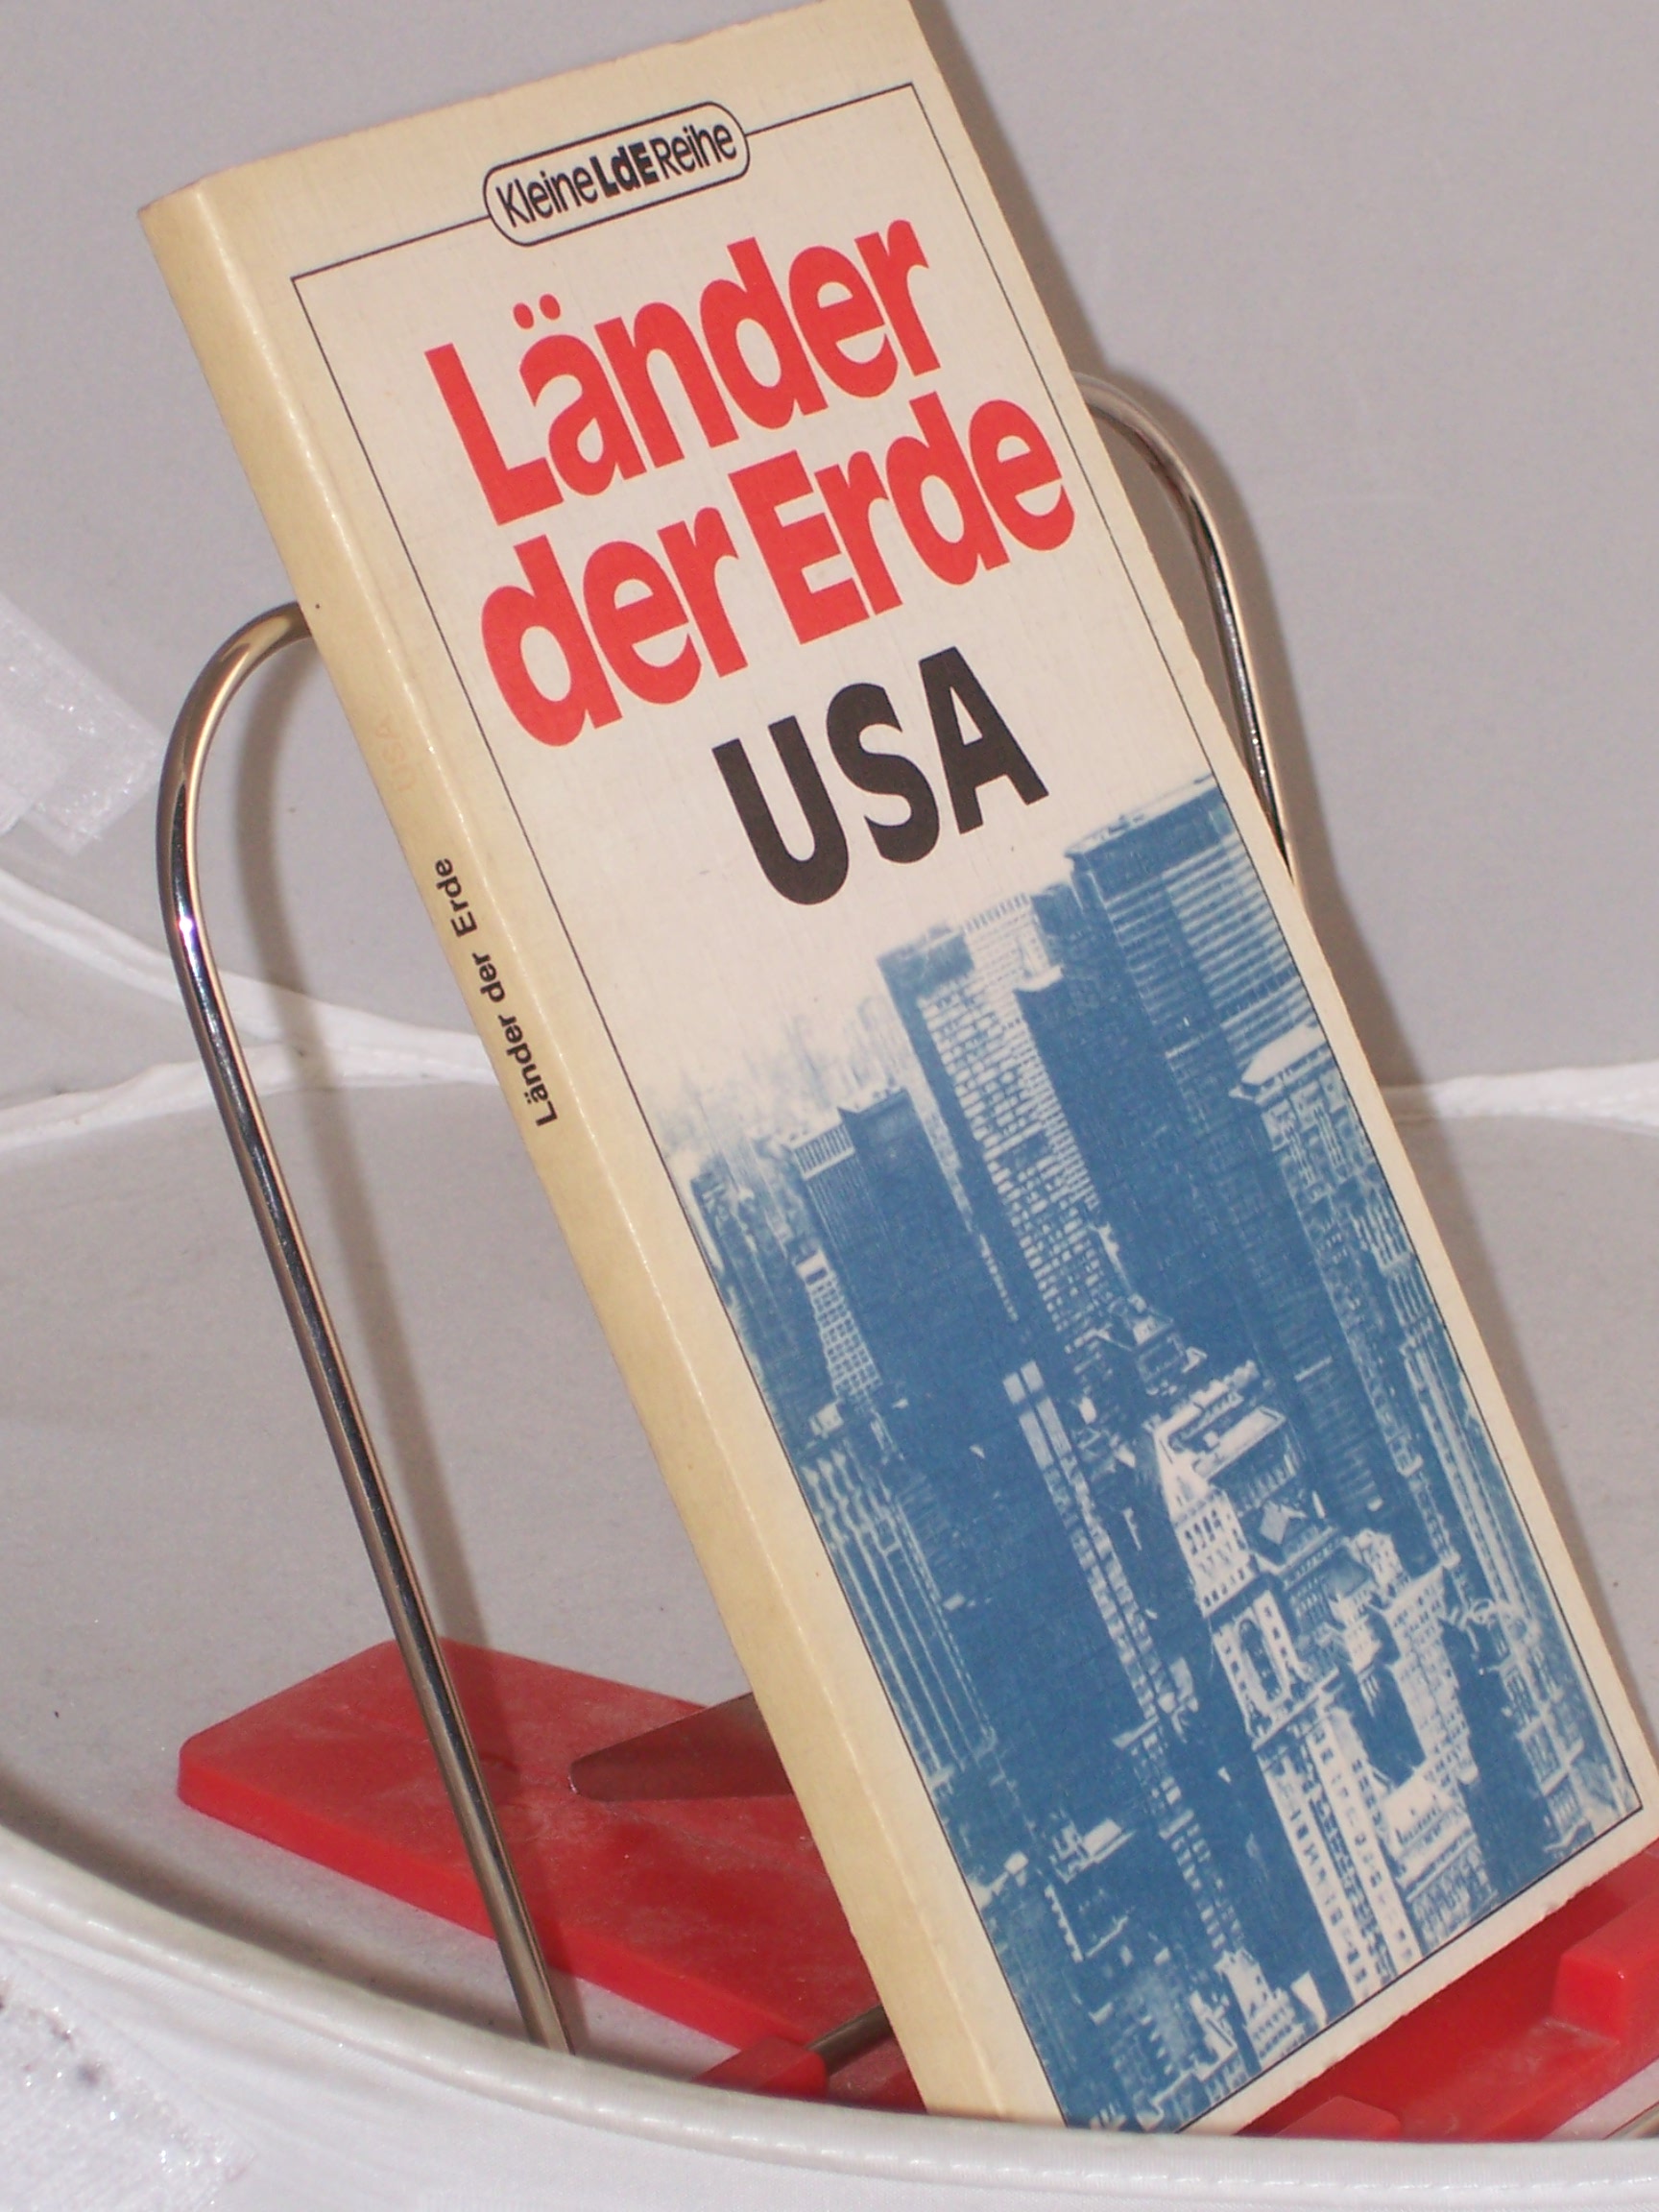 Kleine LdE Reihe
Länder
der Erde
USA
Länder der Erde USA